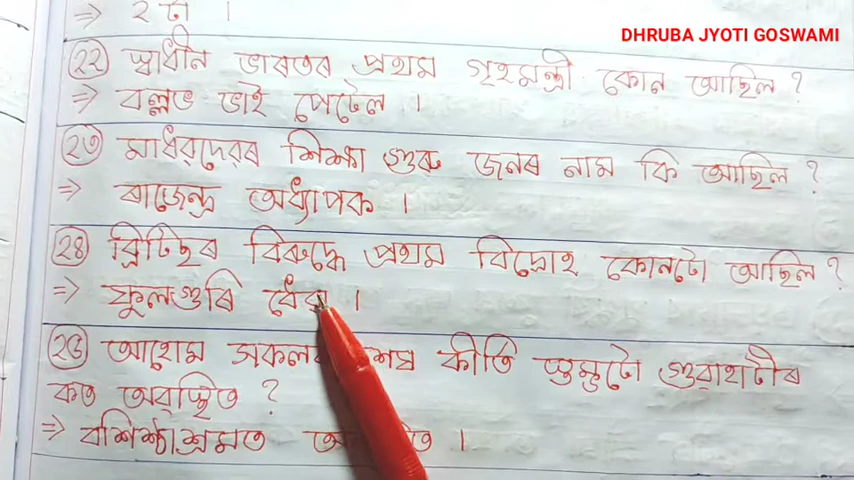 ⇒ ২ টা ।
DHRUBA JYOTI GOSWAMI
২২ স্বাধীন ভাৰতৰ প্ৰথম গৃহমন্ত্ৰী কোন আছিল ?
⇒ বল্লভ ভাই পেটেল ।
২৩ মাধৱদেৱৰ শিক্ষা গুৰু জনৰ নাম কি আছিল ?
⇒ ৰাজেন্দ্ৰ অধ্যাপক ।
২৪ ব্ৰিটিছৰ বিৰুদ্ধে প্ৰথম বিদ্ৰোহ কোনটো আছিল ?
⇒ ফুলগুৰি ধেৱা ।
২৫ আহোম সকলৰ শেষ কীৰ্তি স্তম্ভটো গুৱাহাটীৰ
কত অৱস্থিত ?
⇒ বশিষ্ঠাশ্ৰমত ।